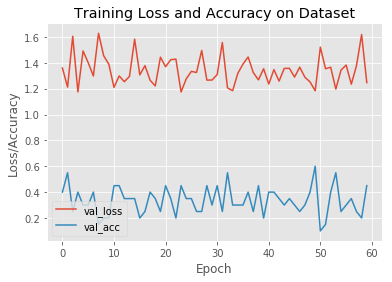 Training Loss and Accuracy on Dataset
Loss/Accuracy
1.6
1.4
1.2
1.0
0.8
0.6
0.4
0.2
val_loss
val_acc
0 10 20 30 40 50 60
Epoch